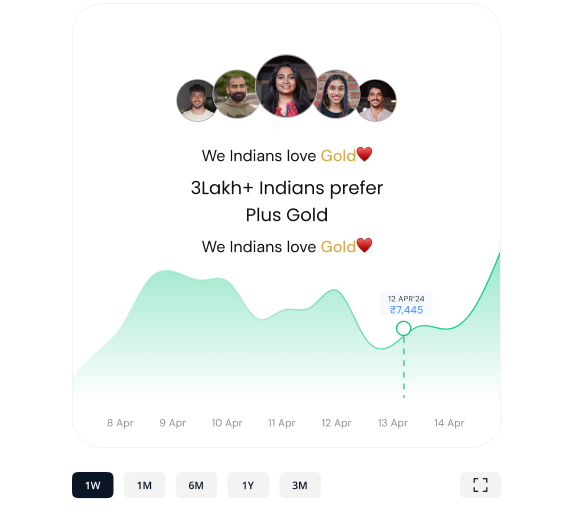 We Indians love Gold❤️
3Lakh+ Indians prefer
Plus Gold
We Indians love Gold❤️
12 APR'24
₹7,445
8 Apr 9 Apr 10 Apr 11 Apr 12 Apr 13 Apr 14 Apr
1W 1M 6M 1Y 3M